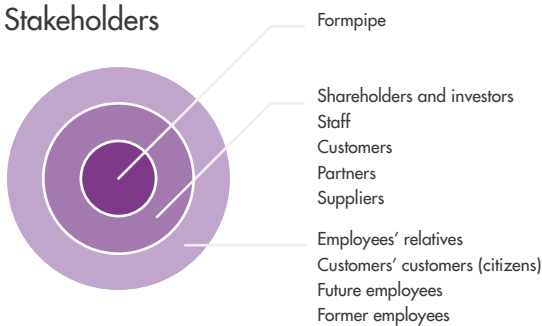 Stakeholders
Formpipe
Shareholders and investors
Staff
Customers
Partners
Suppliers
Employees’ relatives
Customers’ customers (citizens)
Future employees
Former employees